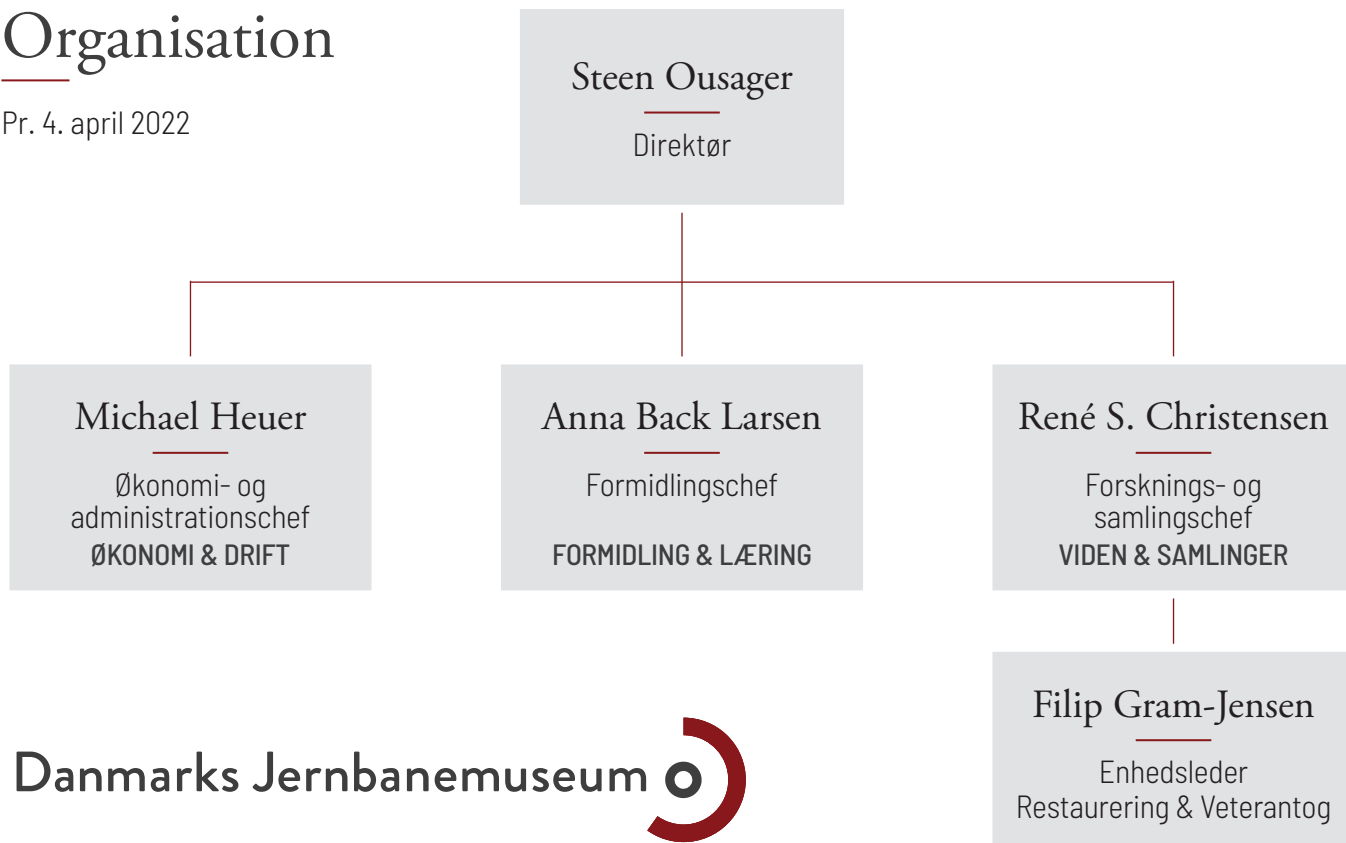 Organisation
Pr. 4. april 2022
Steen Ousager
Direktør
Michael Heuer
Økonomi- og
administrationschef
ØKONOMI & DRIFT
Anna Back Larsen
Formidlingschef
FORMIDLING & LÆRING
René S. Christensen
Forsknings- og
samlingschef
VIDEN & SAMLINGER
Filip Gram-Jensen
Enhedsleder
Restaurering & Veterantog
Danmarks Jernbanemuseum